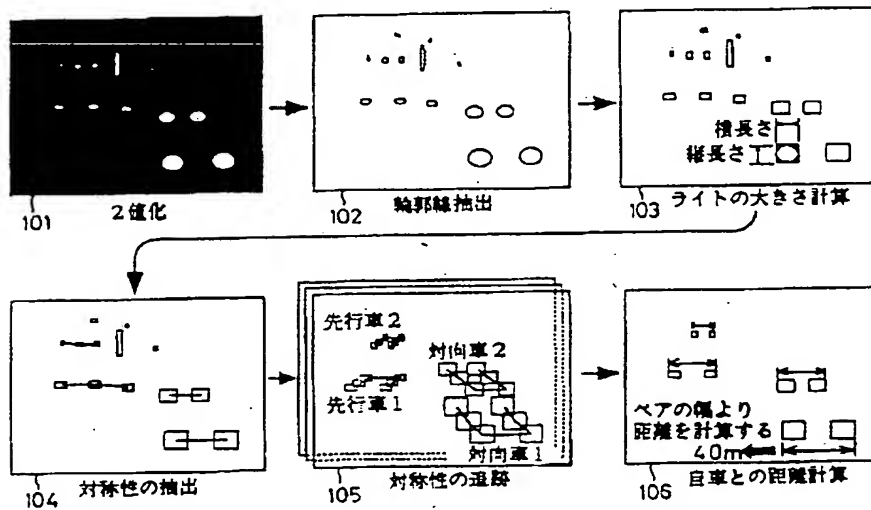 101
2値化
102
輪郭線抽出
横長さ
縦長さ
103
ライトの大きさ計算
104
対称性の抽出
先行車2
対向車2
先行車1
対向車1
105
対称性の追跡
ペアの幅より
距離を計算する
40m
106
自車との距離計算